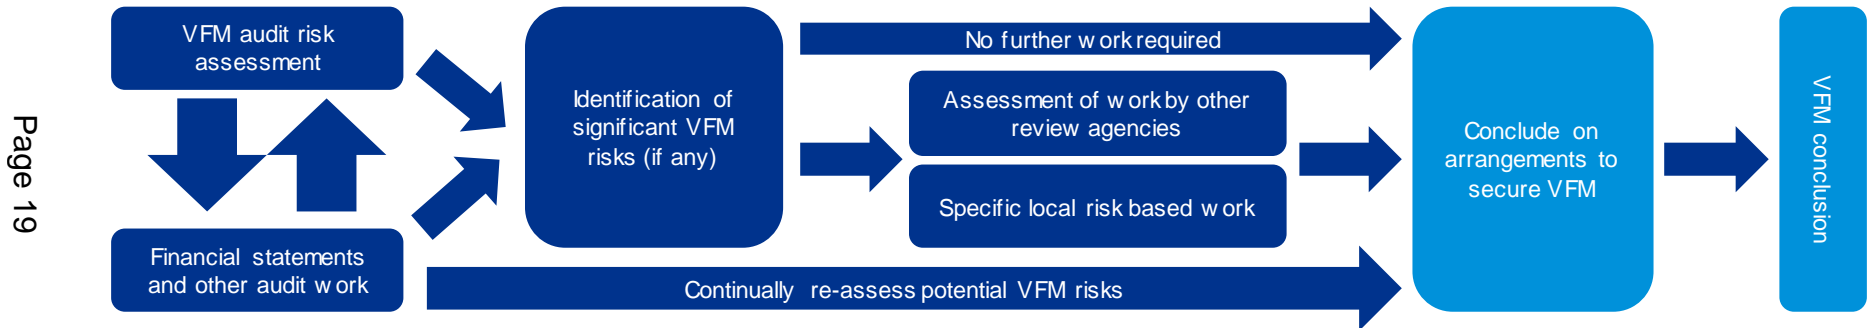 Page 19
VFM audit risk
assessment
Financial statements
and other audit work
Identification of
significant VFM
risks (if any)
No further work required
Assessment of work by other
review agencies
Specific local risk based work
Continually re-assess potential VFM risks
Conclude on
arrangements to
secure VFM
VFM conclusion